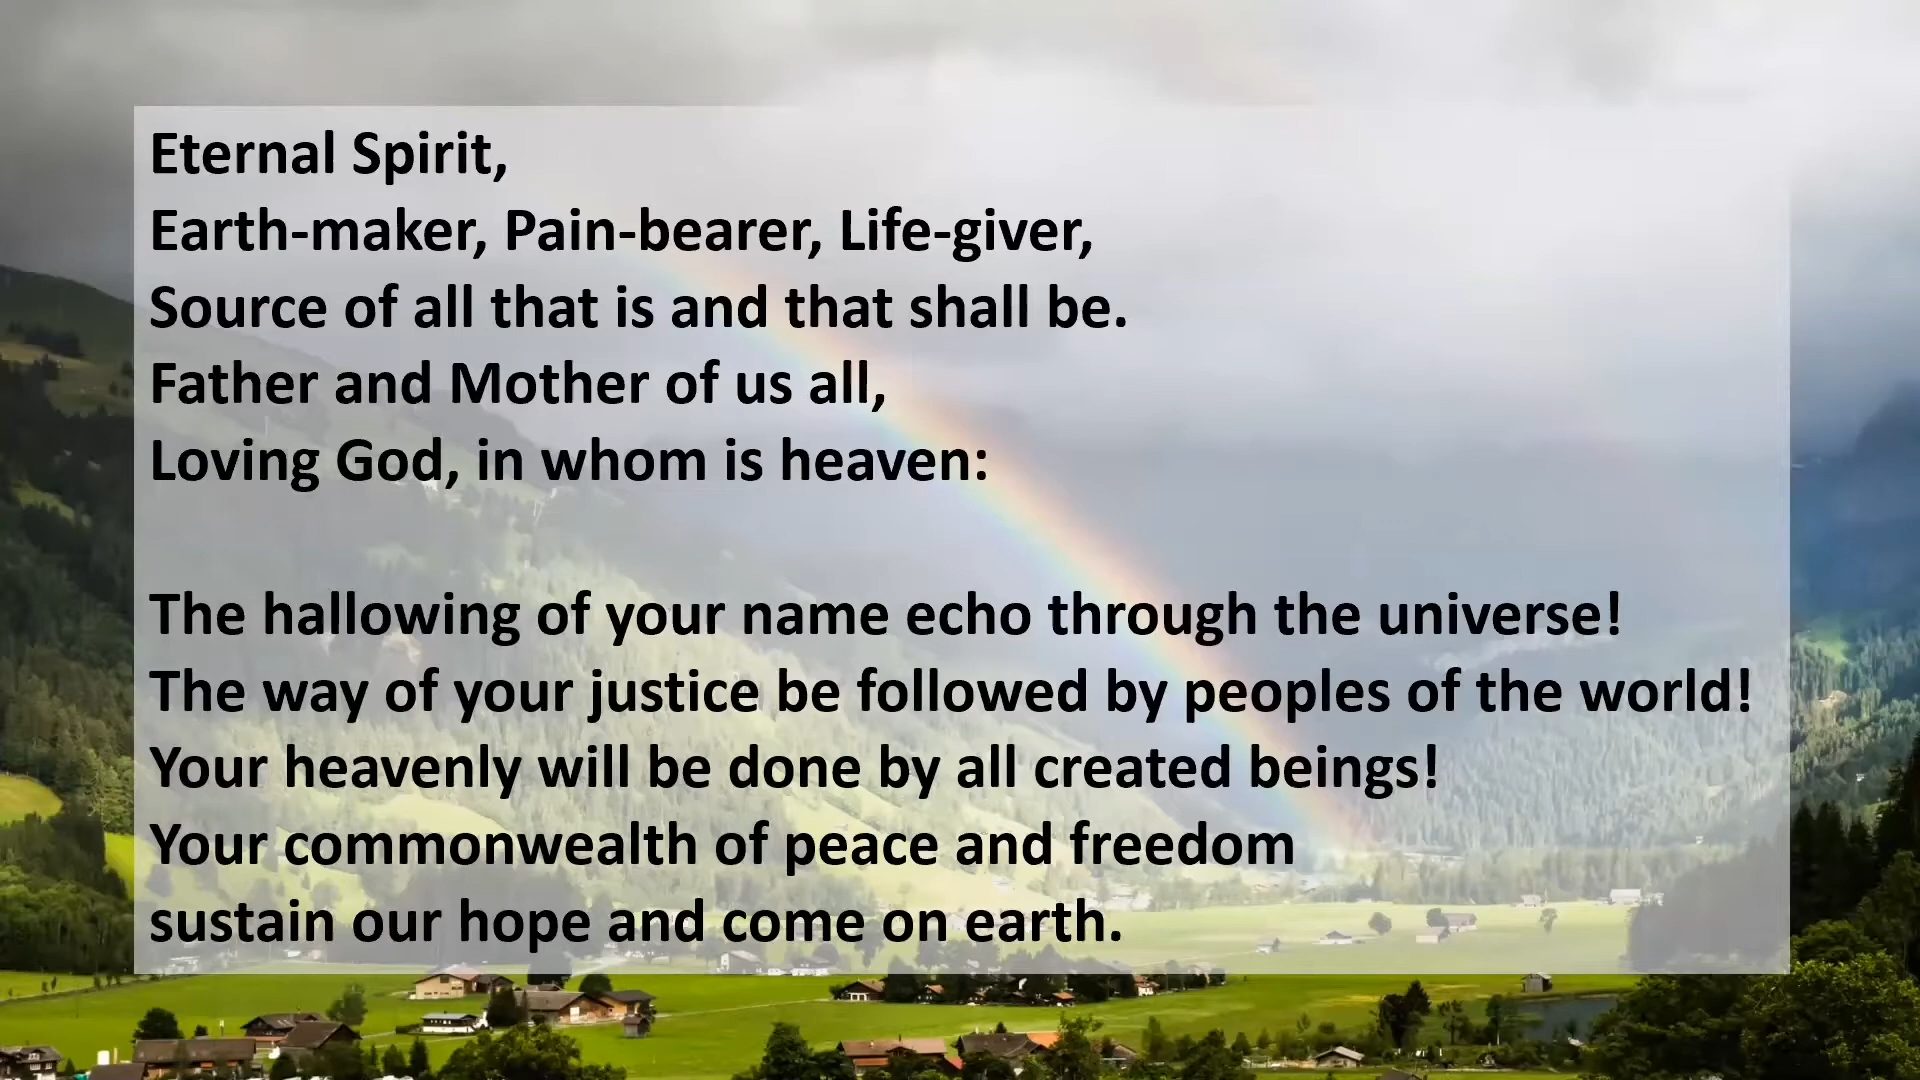 Eternal Spirit,
Earth-maker, Pain-bearer, Life-giver,
Source of all that is and that shall be.
Father and Mother of us all,
Loving God, in whom is heaven:
The hallowing of your name echo through the universe!
The way of your justice be followed by peoples of the world!
Your heavenly will be done by all created beings!
Your commonwealth of peace and freedom
sustain our hope and come on earth.